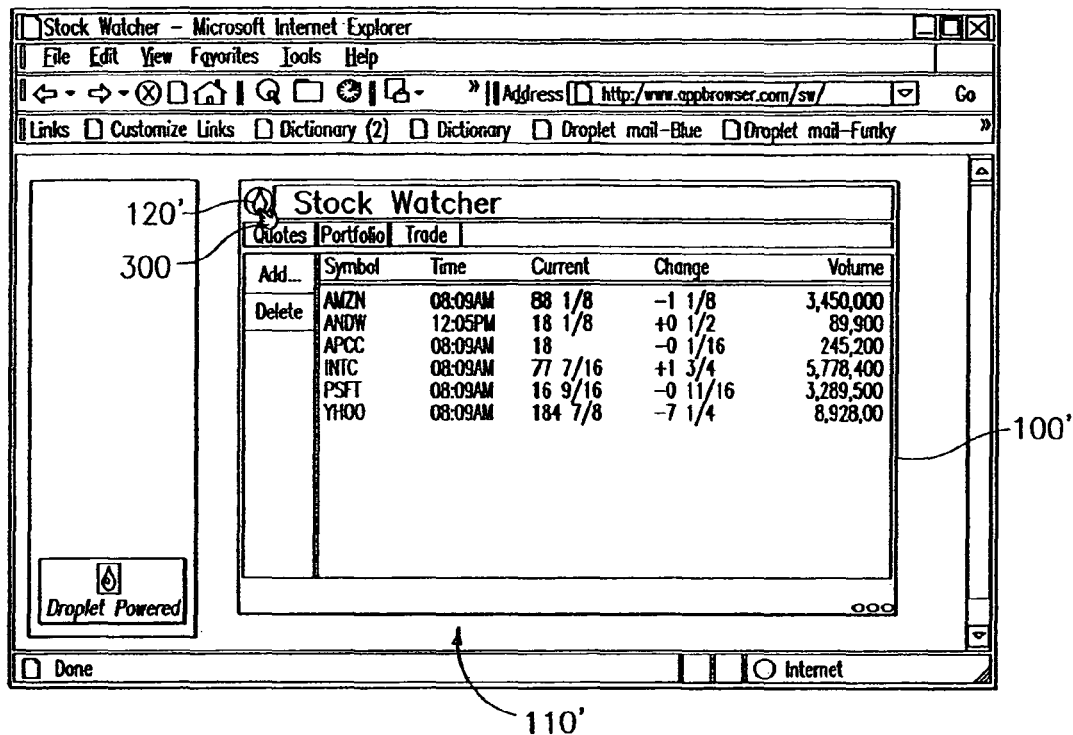 Stock Watcher – Microsoft Internet Explorer
File Edit View Favorites Tools Help
» Address http:/www.appbrowser.com/sw/ Go
Links Customize Links Dictionary (2) Dictionary Droplet mail–Blue Droplet mail–Funky »
120' Stock Watcher
300 Quotes Portfolio Trade
Add... Symbol Time Current Change Volume
Delete AMZN 08:09AM 88 1/8 –1 1/8 3,450,000
ANDW 12:05PM 18 1/8 +0 1/2 89,900
APCC 08:09AM 18 –0 1/16 245,200
INTC 08:09AM 77 7/16 +1 3/4 5,778,400
PSFT 08:09AM 16 9/16 –0 11/16 3,289,500
YHOO 08:09AM 184 7/8 –7 1/4 8,928,00
100'
Droplet Powered
ooo
Done Internet
110'